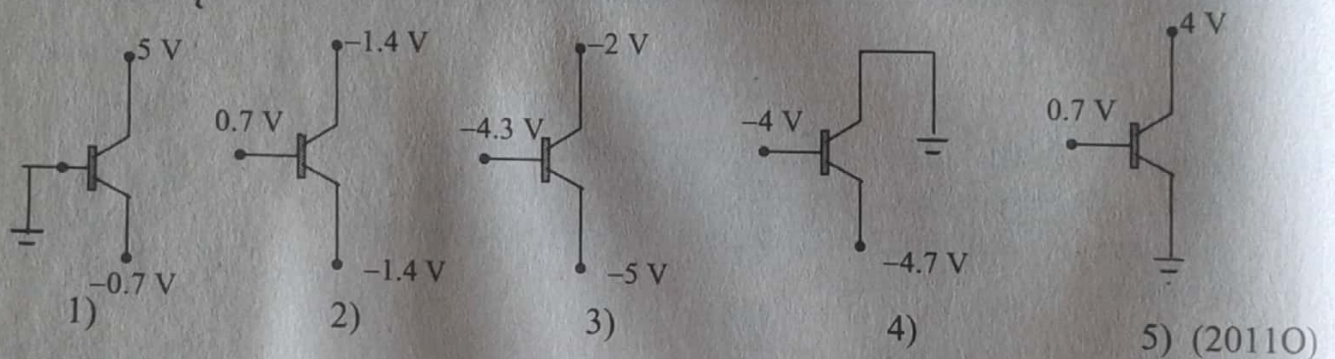 5 V
–0.7 V
1)
–1.4 V
0.7 V
–1.4 V
2)
–2 V
–4.3 V
–5 V
3)
–4 V
–4.7 V
4)
4 V
0.7 V
5) (2011O)